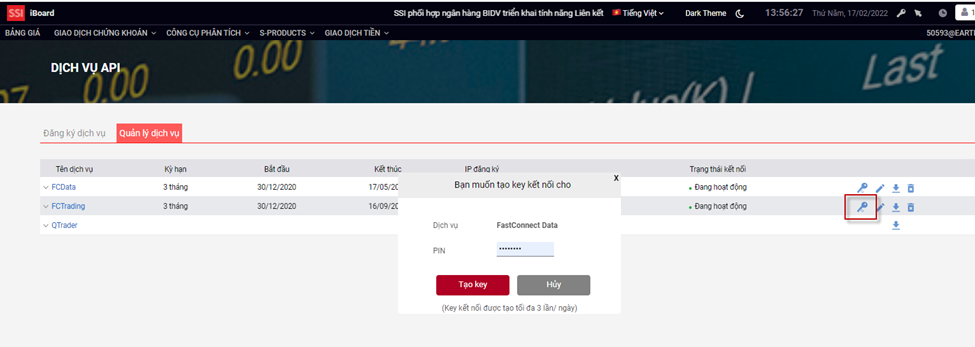 SSI iBoard SSI phối hợp ngân hàng BIDV triển khai tính năng Liên kết Tiếng Việt Dark Theme 13:56:27 Thứ Năm, 17/02/2022 1
BẢNG GIÁ GIAO DỊCH CHỨNG KHOÁN CÔNG CỤ PHÂN TÍCH S-PRODUCTS GIAO DỊCH TIỀN 50593@EART
DỊCH VỤ API
0.00
0.00
Last
Đăng ký dịch vụ Quản lý dịch vụ
Tên dịch vụ Kỳ hạn Bắt đầu Kết thúc IP đăng ký Trạng thái kết nối
FCData 3 tháng 30/12/2020 17/05/20 Đang hoạt động
FCTrading 3 tháng 30/12/2020 16/09/20 Đang hoạt động
QTrader
Bạn muốn tạo key kết nối cho X
Dịch vụ FastConnect Data
PIN ••••••••
Tạo key Hủy
(Key kết nối được tạo tối đa 3 lần/ ngày)